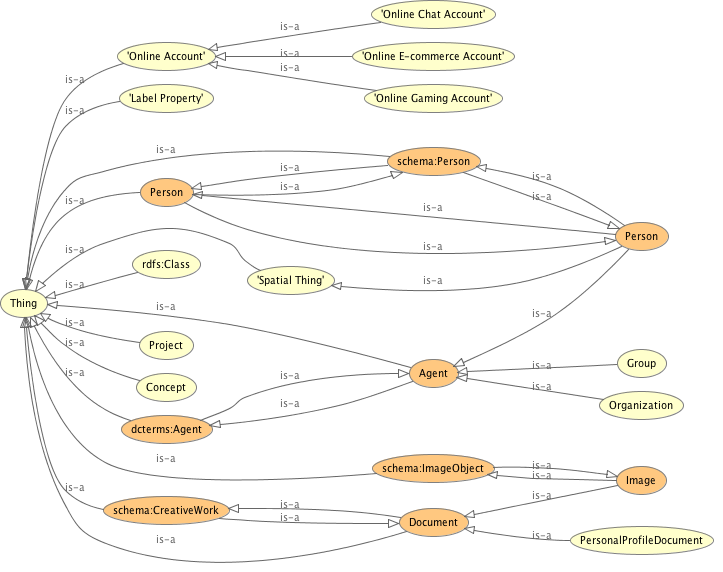 'Online Chat Account'
is-a
'Online Account'
is-a
'Online E-commerce Account'
is-a
is-a
'Label Property'
'Online Gaming Account'
is-a
is-a
schema:Person
is-a
is-a
Person
is-a
is-a
is-a
is-a
is-a
Person
is-a
is-a
rdfs:Class
'Spatial Thing'
is-a
is-a
Thing
is-a
is-a
is-a
Project
is-a
Group
is-a
Agent
is-a
is-a
Concept
is-a
is-a
Organization
dcterms:Agent
is-a
is-a
schema:ImageObject
is-a
is-a
Image
is-a
is-a
is-a
schema:CreativeWork
is-a
Document
is-a
is-a
PersonalProfileDocument